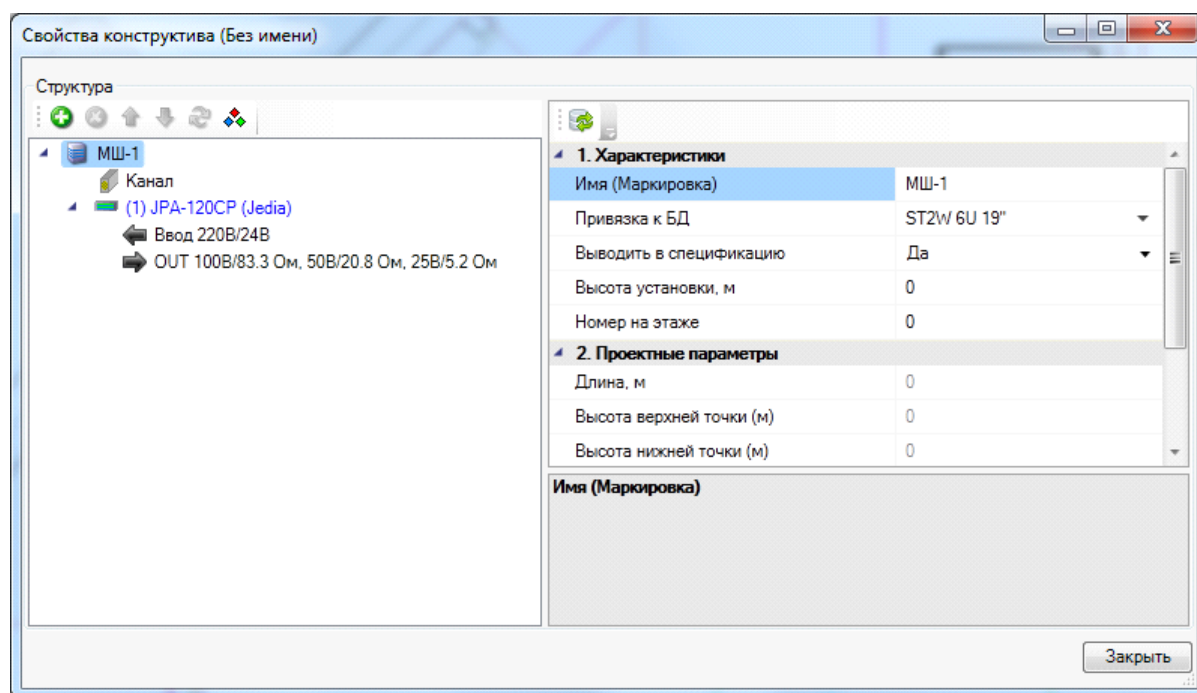 Свойства конструктива (Без имени)
Структура
МШ-1
Канал
(1) JPA-120CP (Jedia)
Ввод 220В/24В
OUT 100В/83.3 Ом, 50В/20.8 Ом, 25В/5.2 Ом
1. Характеристики
Имя (Маркировка) МШ-1
Привязка к БД ST2W 6U 19"
Выводить в спецификацию Да
Высота установки, м 0
Номер на этаже 0
2. Проектные параметры
Длина, м 0
Высота верхней точки (м) 0
Высота нижней точки (м) 0
Имя (Маркировка)
Закрыть